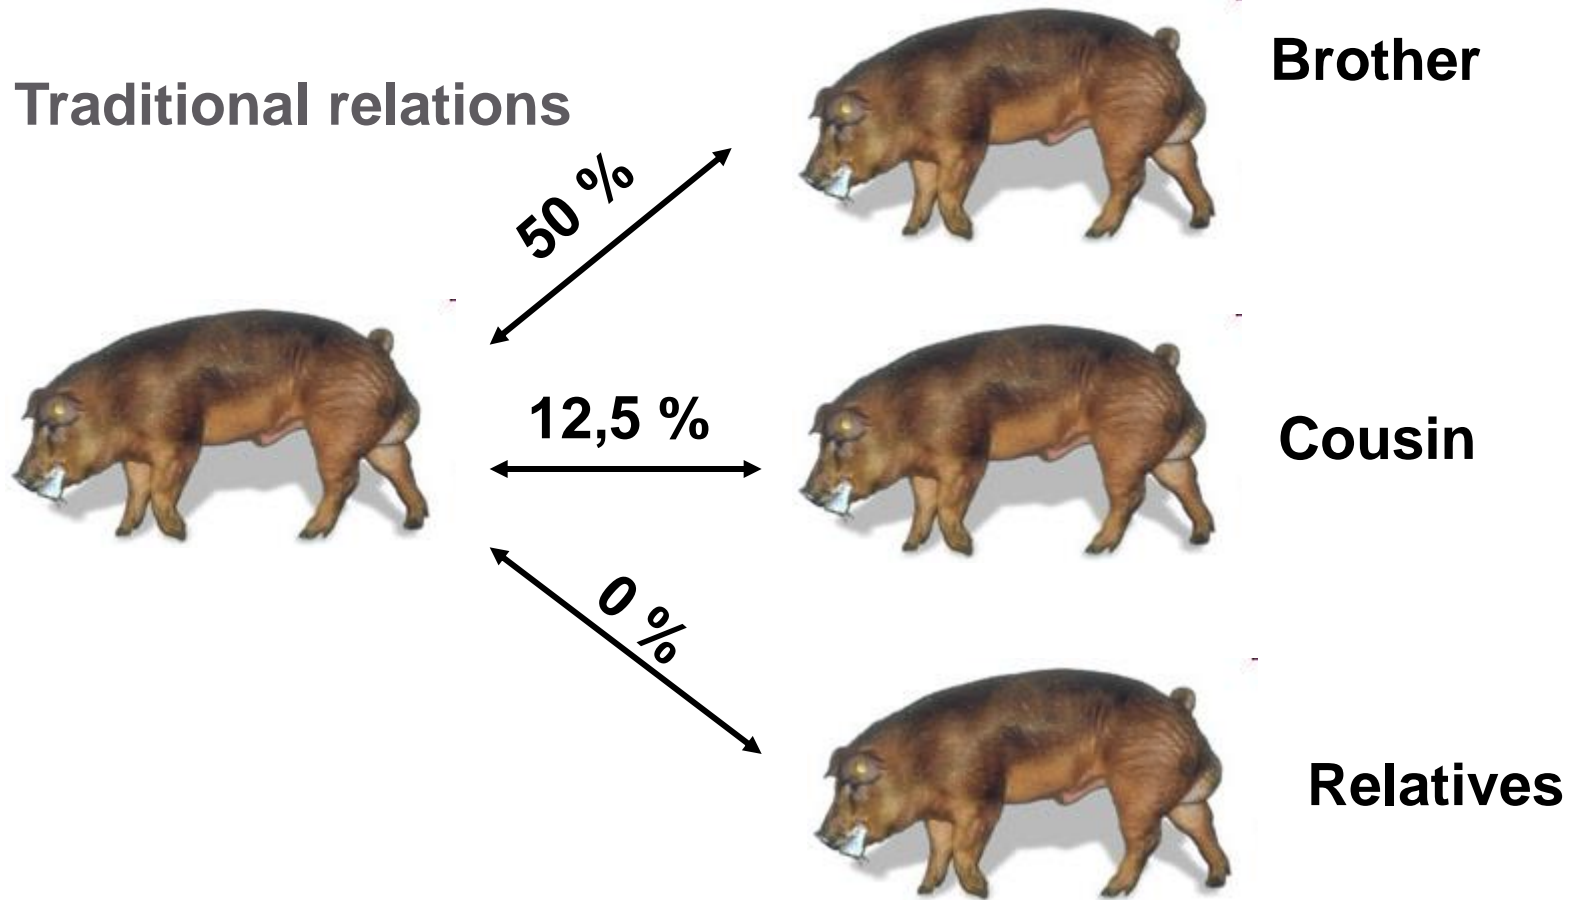 Traditional relations
Brother
50 %
12,5 %
Cousin
0 %
Relatives